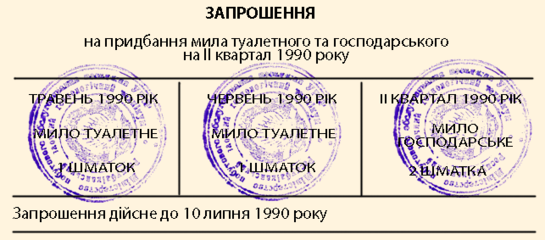 ЗАПРОШЕННЯ
на придбання мила туалетного та господарського
на II квартал 1990 року
ТРАВЕНЬ 1990 РІК
МИЛО ТУАЛЕТНЕ
1 ШМАТОК
ЧЕРВЕНЬ 1990 РІК
МИЛО ТУАЛЕТНЕ
1 ШМАТОК
II КВАРТАЛ 1990 РІК
МИЛО
ГОСПОДАРСЬКЕ
2 ШМАТКА
Запрошення дійсне до 10 липня 1990 року